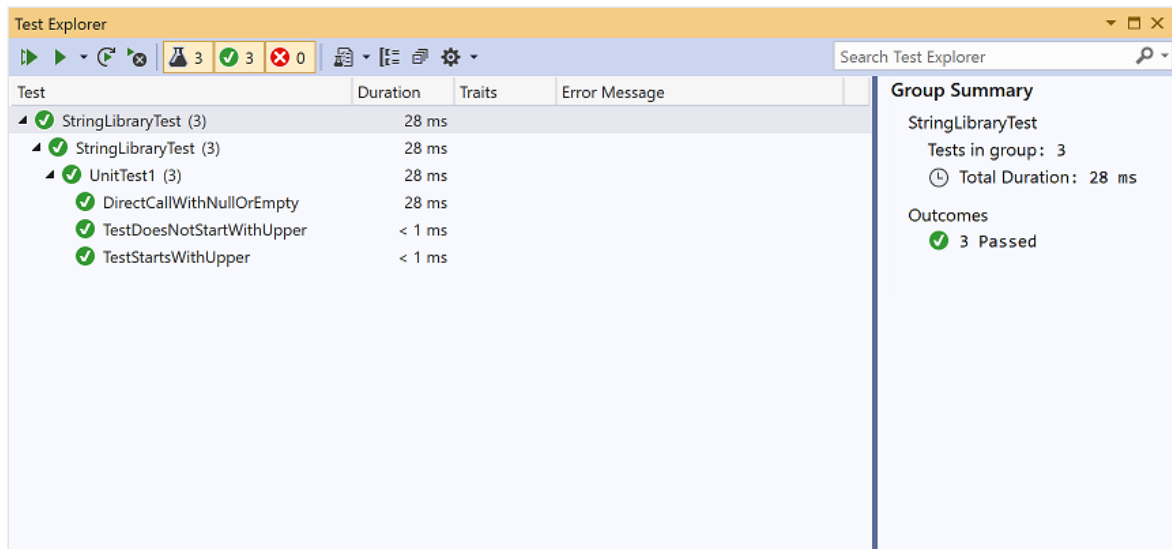 Test Explorer
3 3 0 Search Test Explorer
Test Duration Traits Error Message
StringLibraryTest (3) 28 ms
StringLibraryTest (3) 28 ms
UnitTest1 (3) 28 ms
DirectCallWithNullOrEmpty 28 ms
TestDoesNotStartWithUpper < 1 ms
TestStartsWithUpper < 1 ms
Group Summary
StringLibraryTest
Tests in group: 3
Total Duration: 28 ms
Outcomes
3 Passed